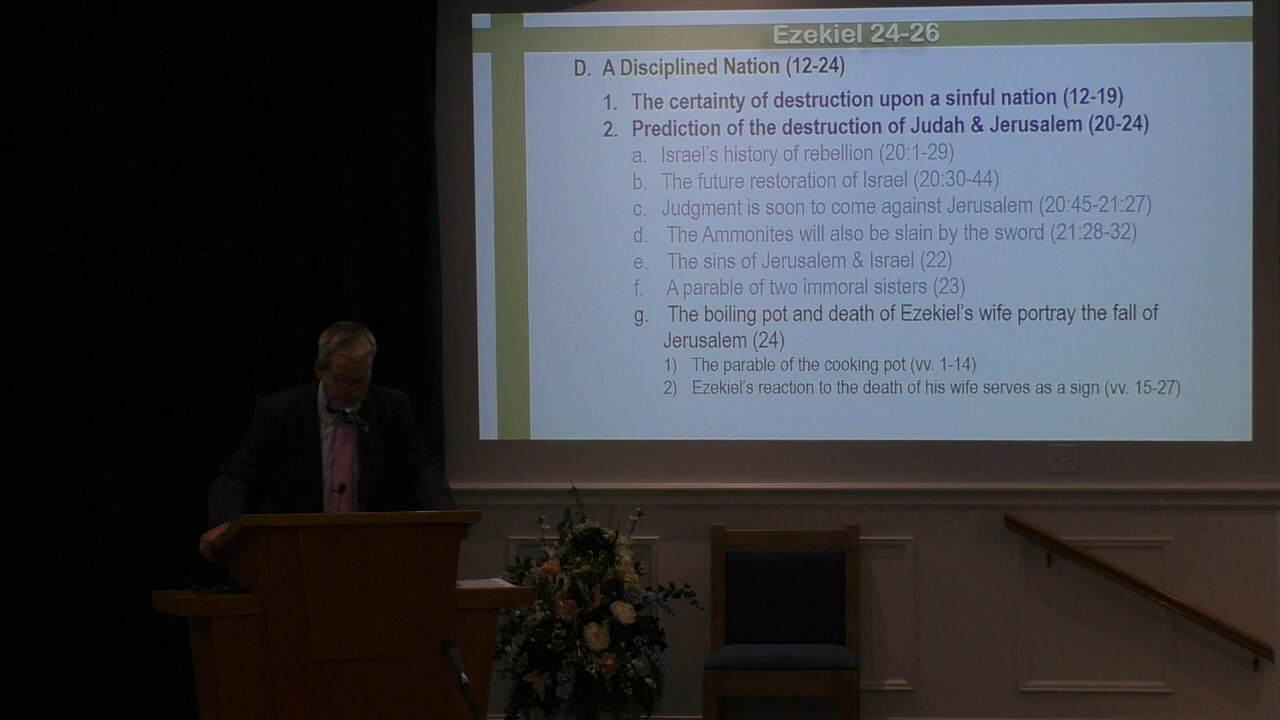 Ezekiel 24-26
D. A Disciplined Nation (12-24)
1. The certainty of destruction upon a sinful nation (12-19)
2. Prediction of the destruction of Judah & Jerusalem (20-24)
a. Israel's history of rebellion (20:1-29)
b. The future restoration of Israel (20:30-44)
c. Judgment is soon to come against Jerusalem (20:45-21:27)
d. The Ammonites will also be slain by the sword (21:28-32)
e. The sins of Jerusalem & Israel (22)
f. A parable of two immoral sisters (23)
g. The boiling pot and death of Ezekiel's wife portray the fall of
Jerusalem (24)
1) The parable of the cooking pot (vv. 1-14)
2) Ezekiel's reaction to the death of his wife serves as a sign (vv. 15-27)